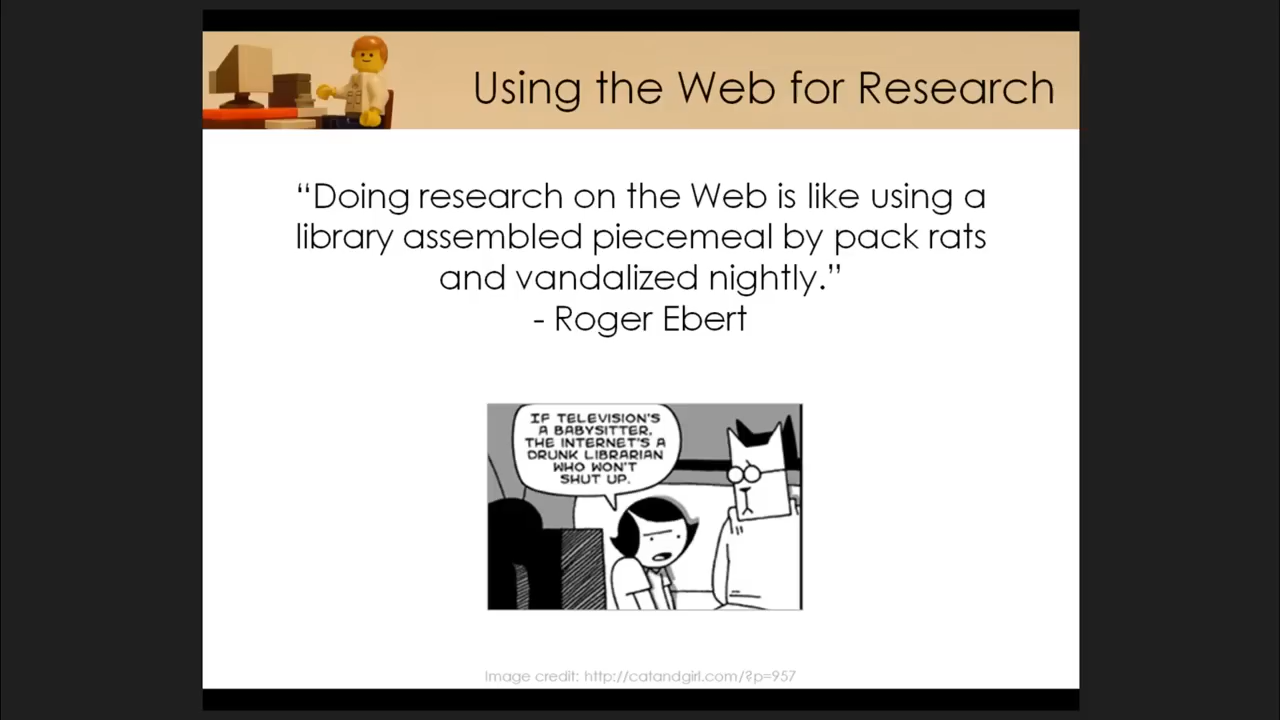 Using the Web for Research
“Doing research on the Web is like using a
library assembled piecemeal by pack rats
and vandalized nightly.”
- Roger Ebert
IF TELEVISION'S
A BABYSITTER,
THE INTERNET'S A
DRUNK LIBRARIAN
WHO WON'T
SHUT UP.
Image credit: http://catandgirl.com/?p=957